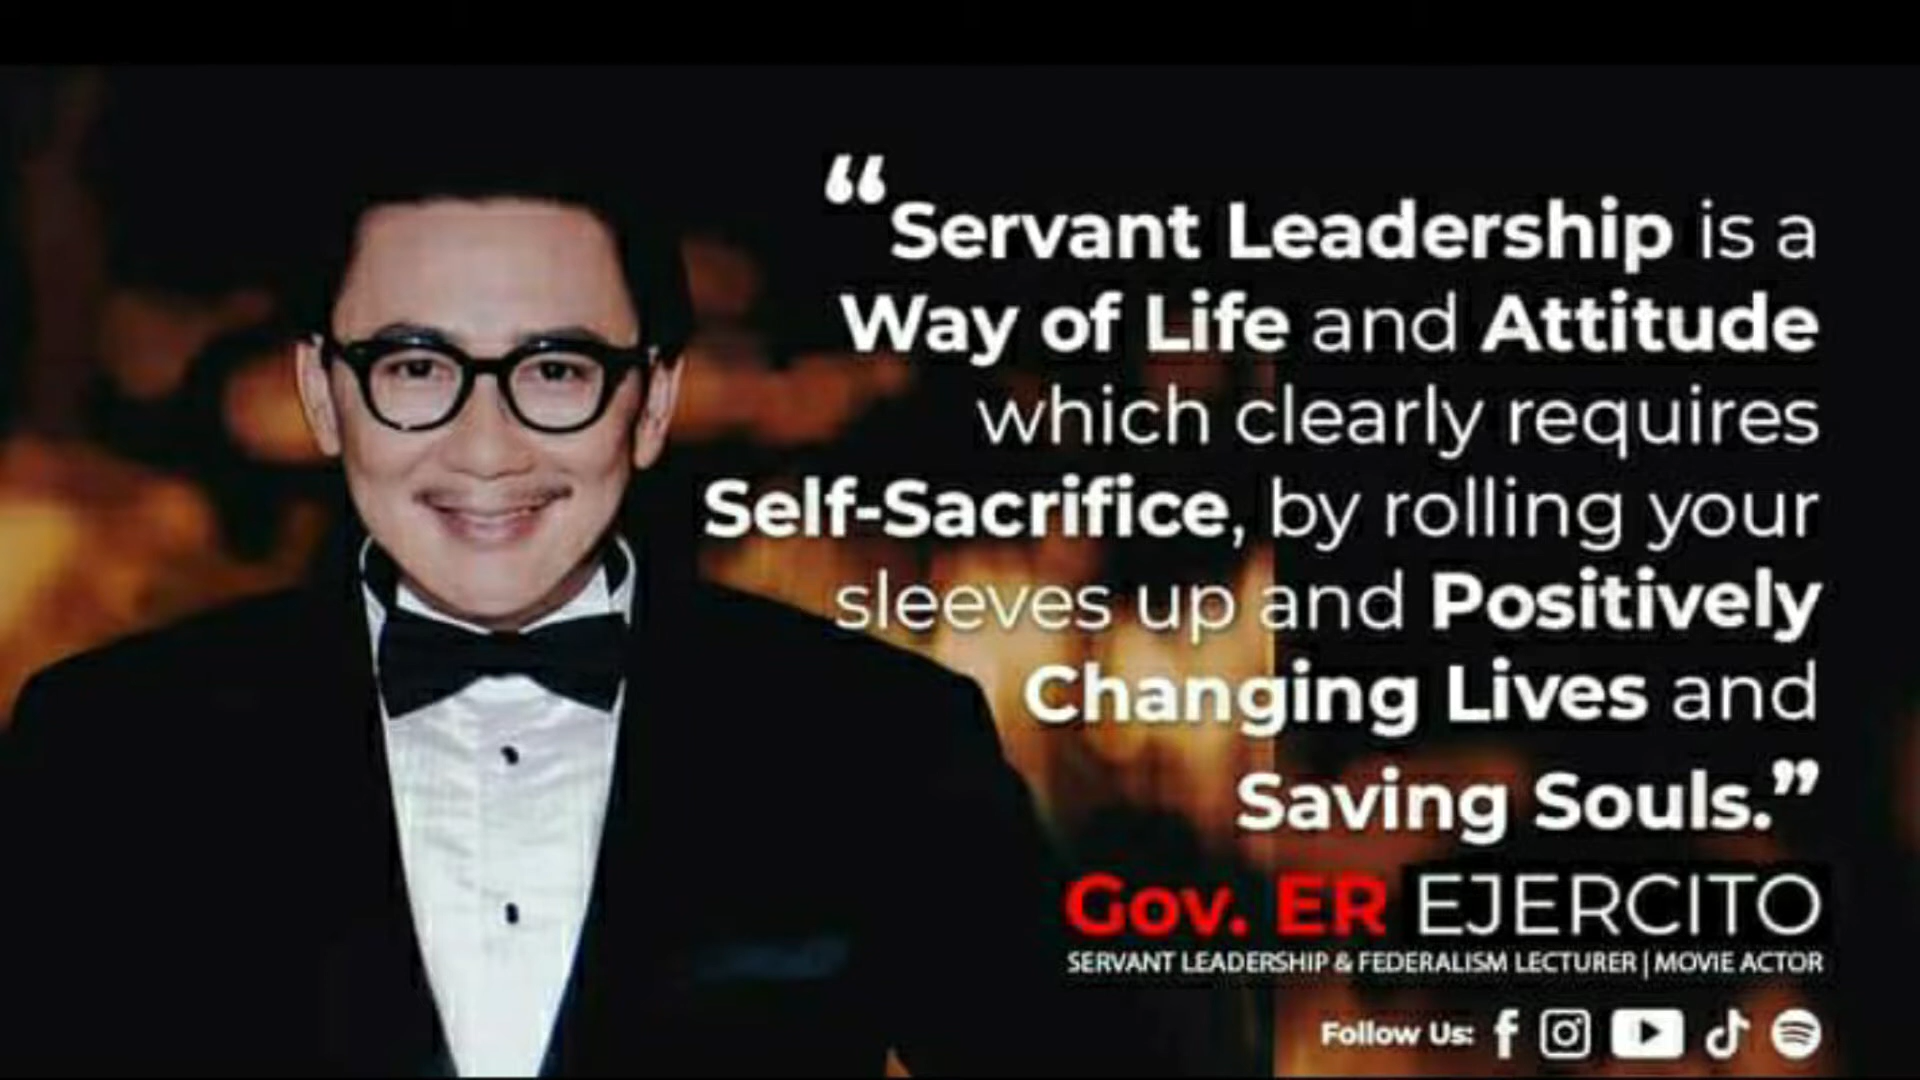 “Servant Leadership is a
Way of Life and Attitude
which clearly requires
Self-Sacrifice, by rolling your
sleeves up and Positively
Changing Lives and
Saving Souls.”
Gov. ER EJERCITO
SERVANT LEADERSHIP & FEDERALISM LECTURER | MOVIE ACTOR
Follow Us: